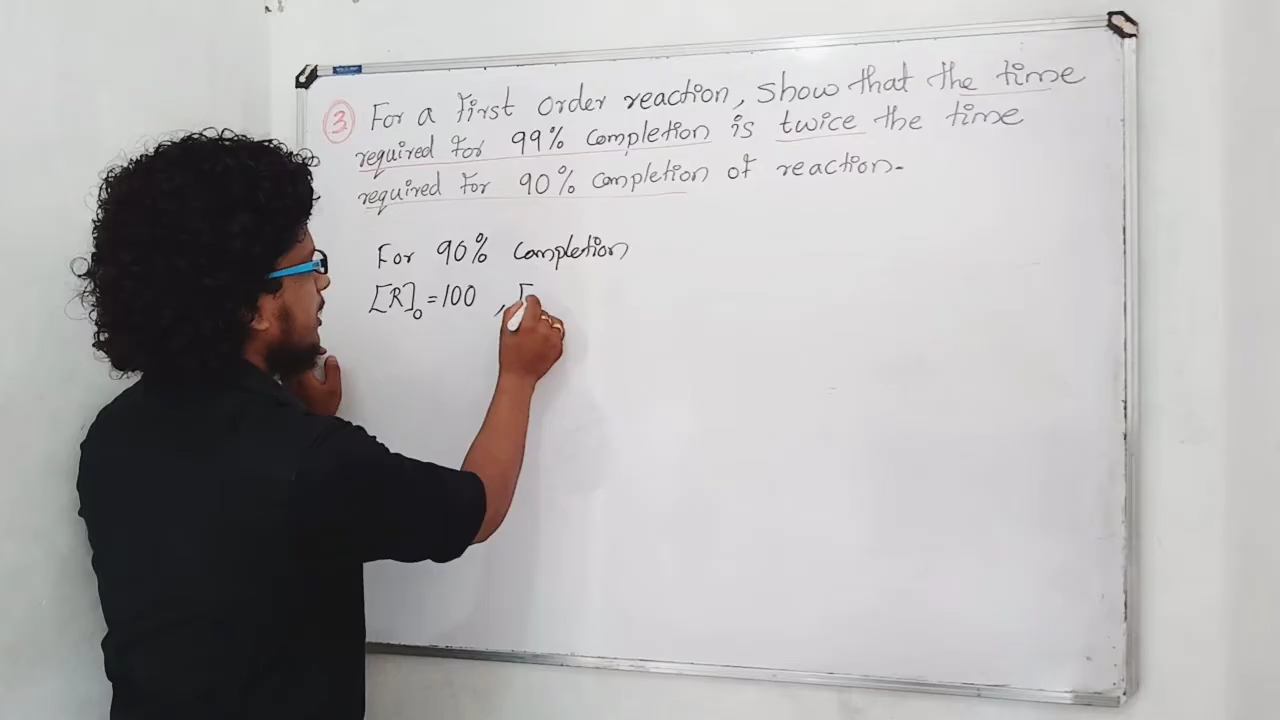 3 For a first order reaction, show that the time
required for 99% completion is twice the time
required for 90% completion of reaction.
For 90% completion
[R]₀ = 100 , [